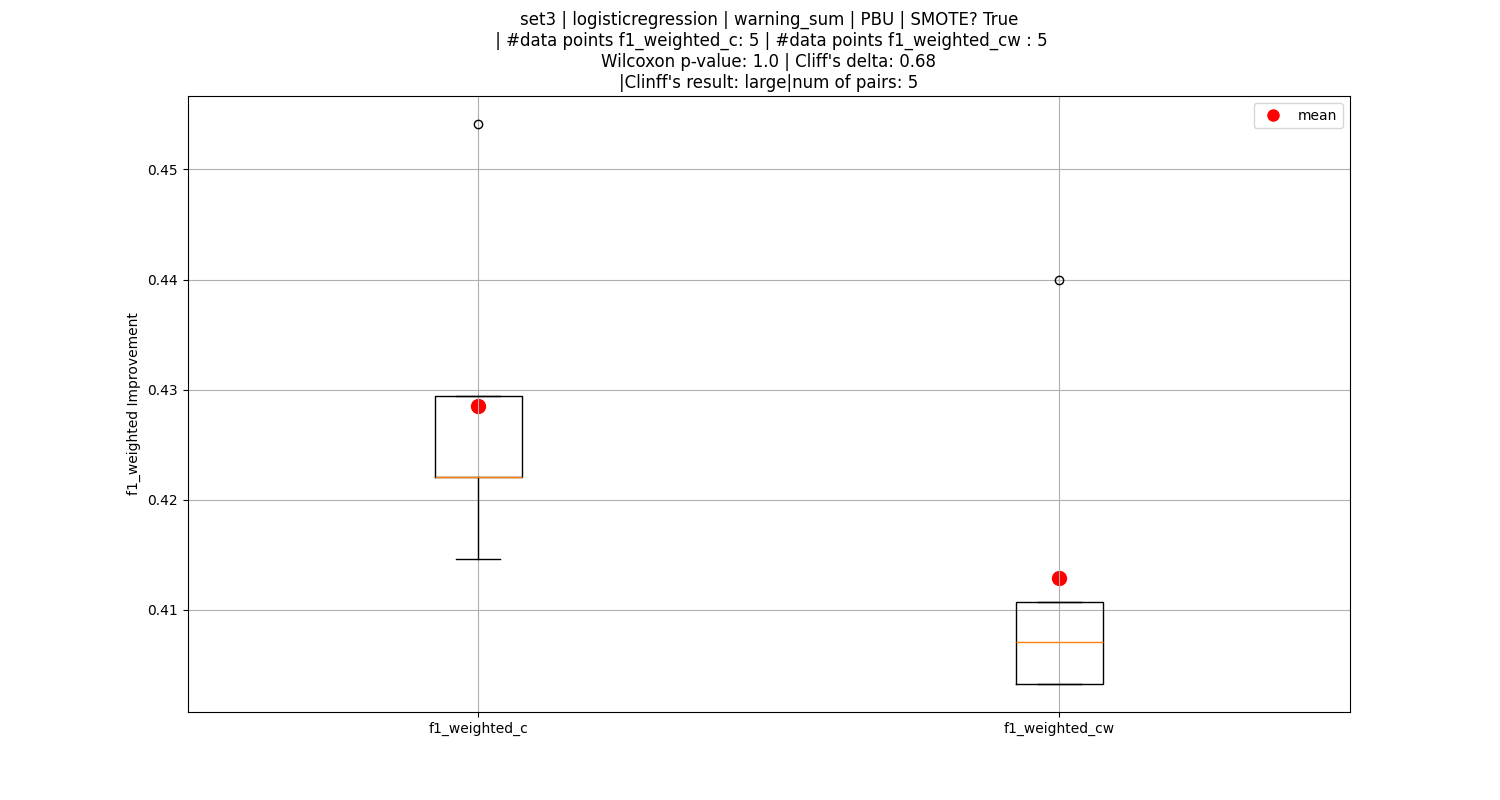 set3 | logisticregression | warning_sum | PBU | SMOTE? True
| #data points f1_weighted_c: 5 | #data points f1_weighted_cw : 5
Wilcoxon p-value: 1.0 | Cliff's delta: 0.68
|Clinff's result: large|num of pairs: 5
mean
0.45
0.44
0.43
0.42
0.41
f1_weighted Improvement
f1_weighted_c
f1_weighted_cw